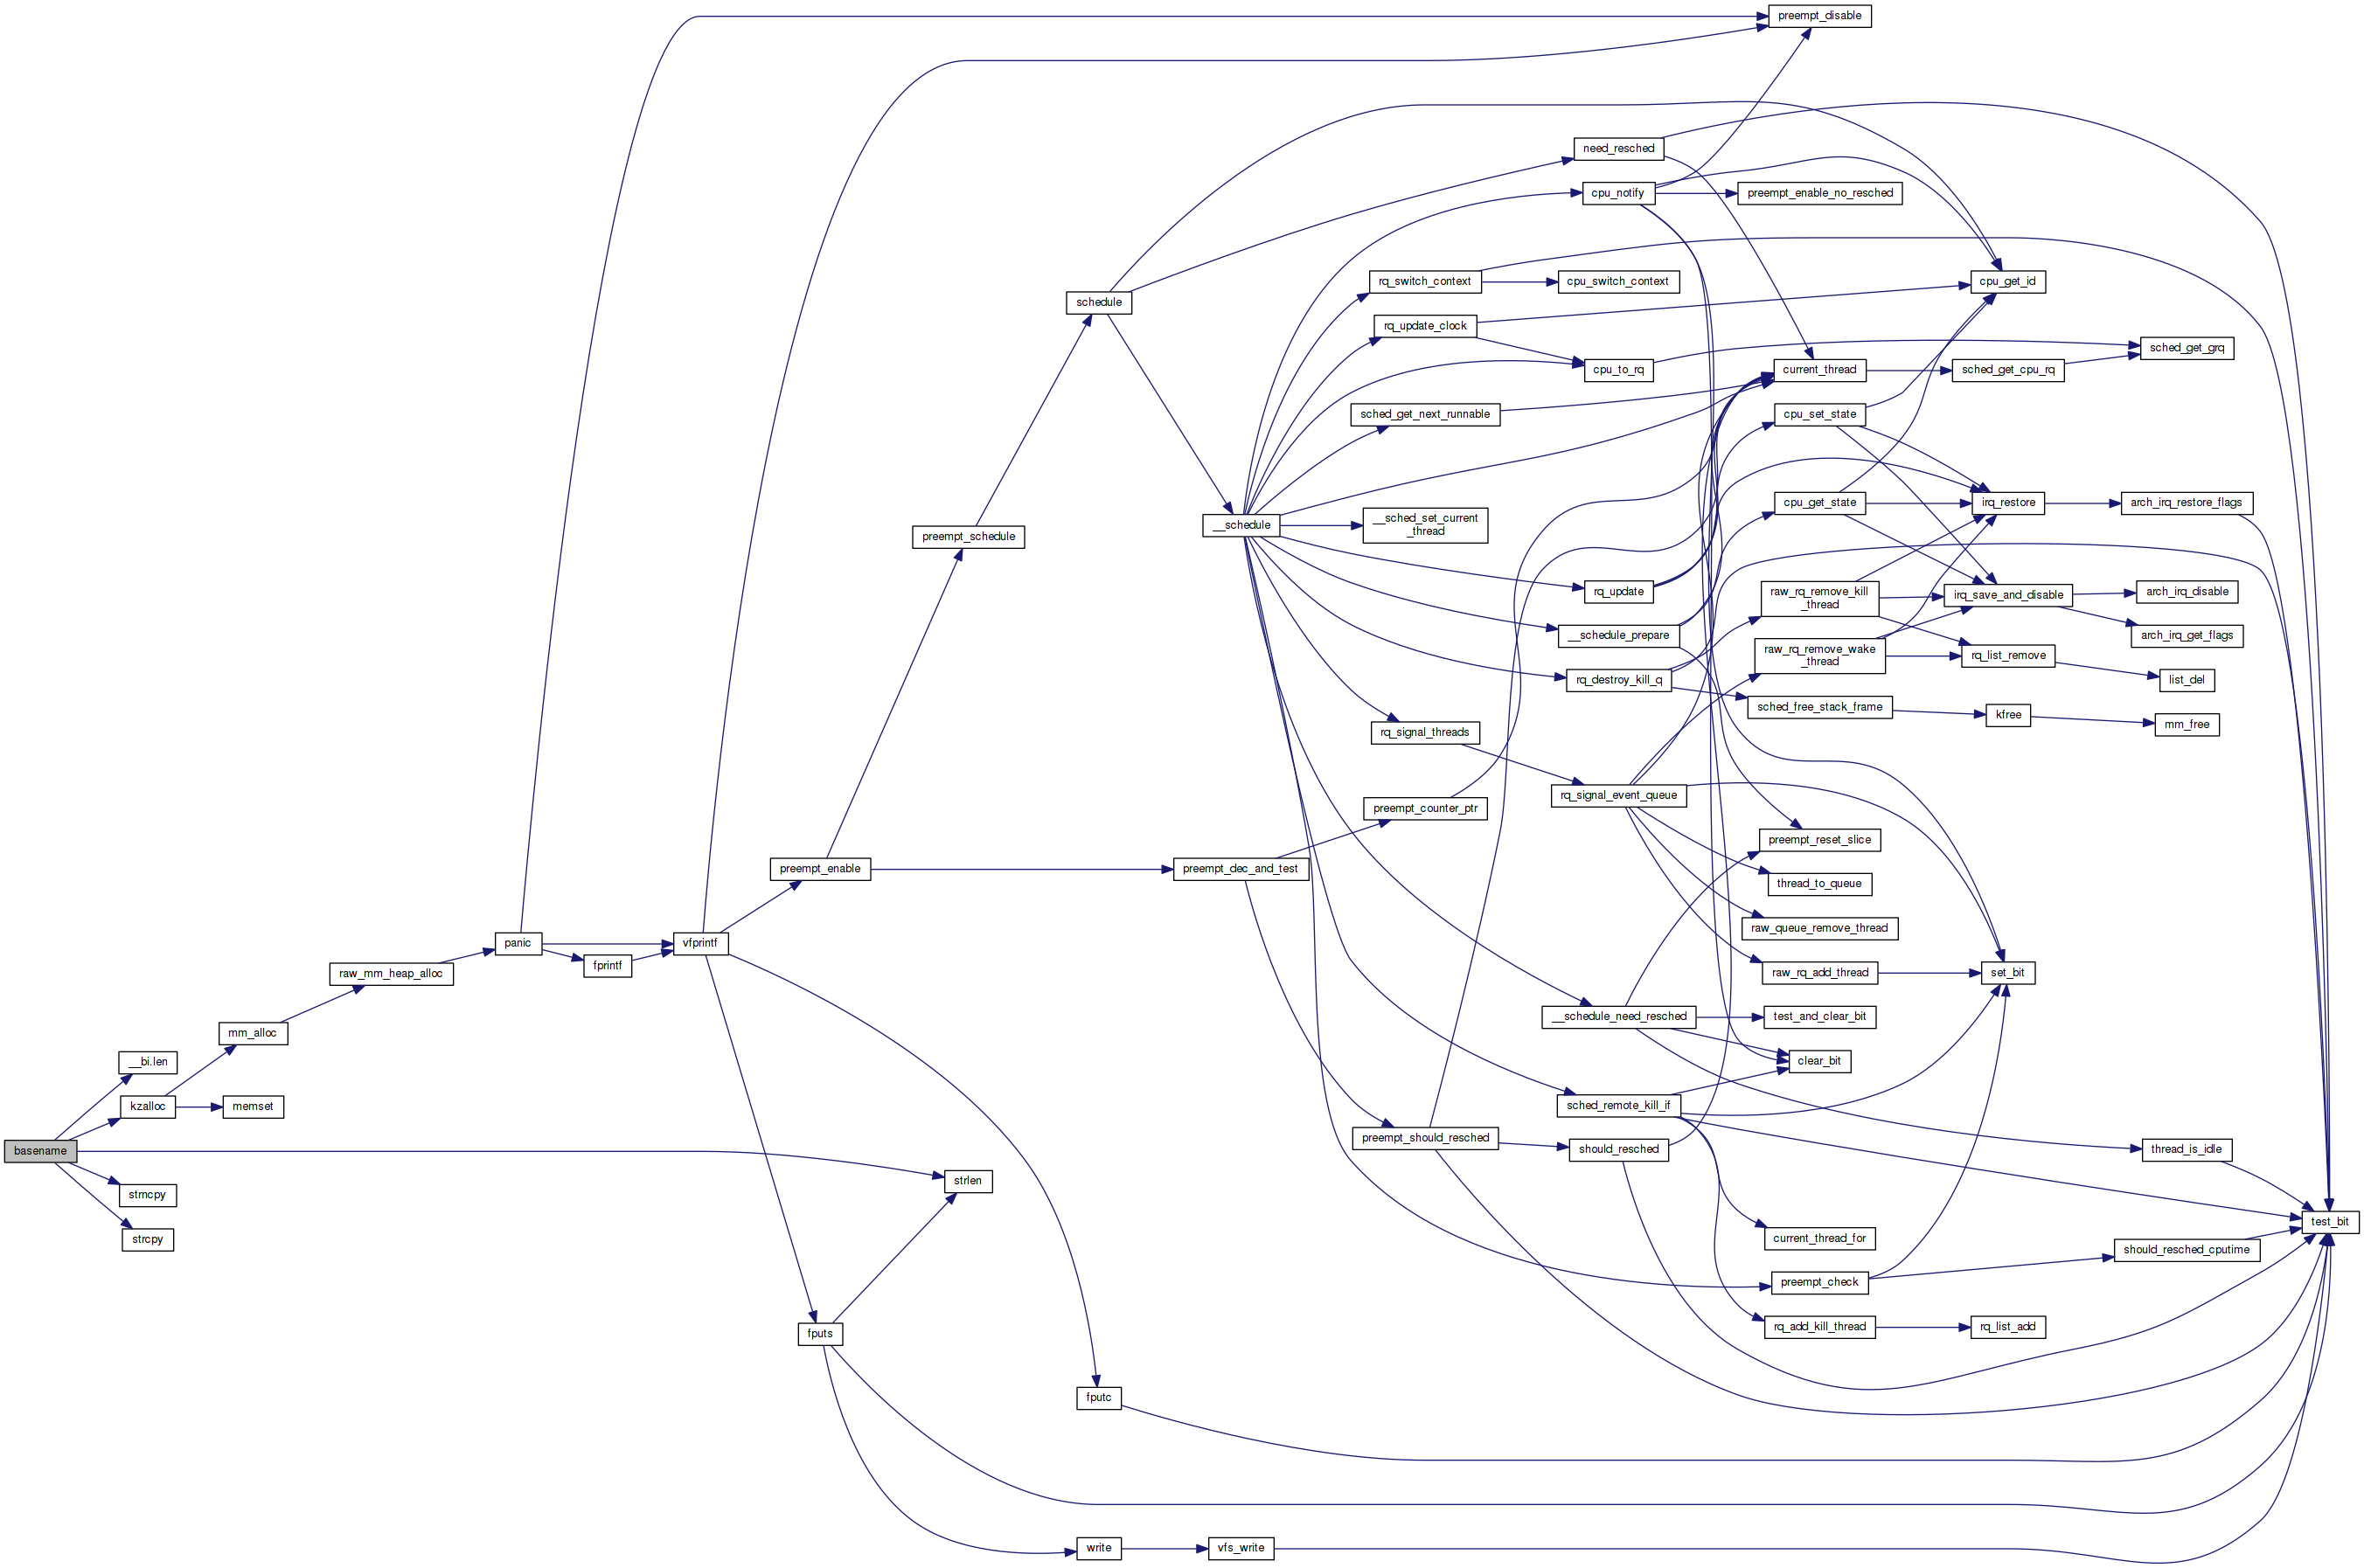 preempt_disable
need_resched
cpu_notify
preempt_enable_no_resched
rq_switch_context
cpu_switch_context
cpu_get_id
schedule
rq_update_clock
sched_get_grq
cpu_to_rq
current_thread
sched_get_cpu_rq
sched_get_next_runnable
cpu_set_state
cpu_get_state
irq_restore
arch_irq_restore_flags
__schedule
__sched_set_current
_thread
preempt_schedule
rq_update
raw_rq_remove_kill
_thread
irq_save_and_disable
arch_irq_disable
__schedule_prepare
arch_irq_get_flags
raw_rq_remove_wake
_thread
rq_list_remove
rq_destroy_kill_q
list_del
sched_free_stack_frame
kfree
mm_free
rq_signal_threads
rq_signal_event_queue
preempt_counter_ptr
preempt_reset_slice
preempt_enable
preempt_dec_and_test
thread_to_queue
raw_queue_remove_thread
panic
vfprintf
fprintf
raw_mm_heap_alloc
raw_rq_add_thread
set_bit
__schedule_need_resched
test_and_clear_bit
mm_alloc
__bi.len
clear_bit
kzalloc
memset
sched_remote_kill_if
preempt_should_resched
should_resched
thread_is_idle
basename
strlen
strncpy
test_bit
strcpy
current_thread_for
should_resched_cputime
preempt_check
fputs
rq_add_kill_thread
rq_list_add
fputc
write
vfs_write